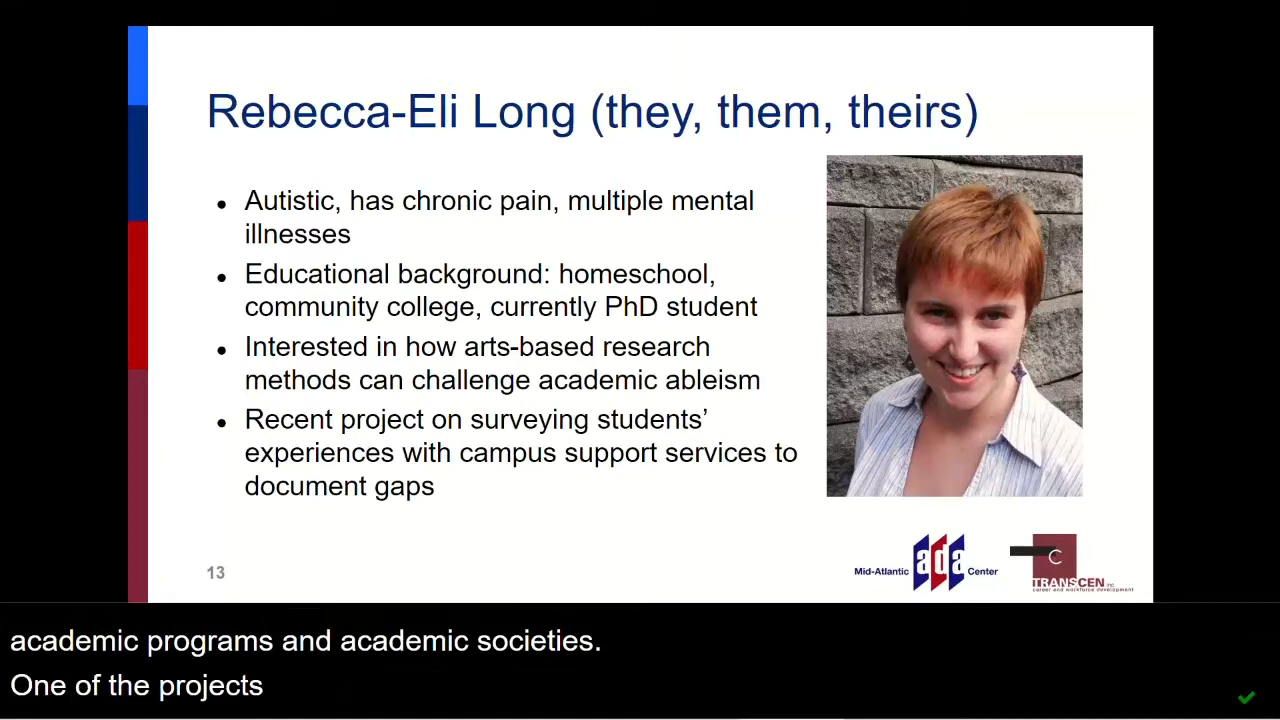 Rebecca-Eli Long (they, them, theirs)
Autistic, has chronic pain, multiple mental
illnesses
Educational background: homeschool,
community college, currently PhD student
Interested in how arts-based research
methods can challenge academic ableism
Recent project on surveying students’
experiences with campus support services to
document gaps
13
Mid-Atlantic ada Center
C
TRANSCEN inc.
career and workforce development
academic programs and academic societies.
One of the projects